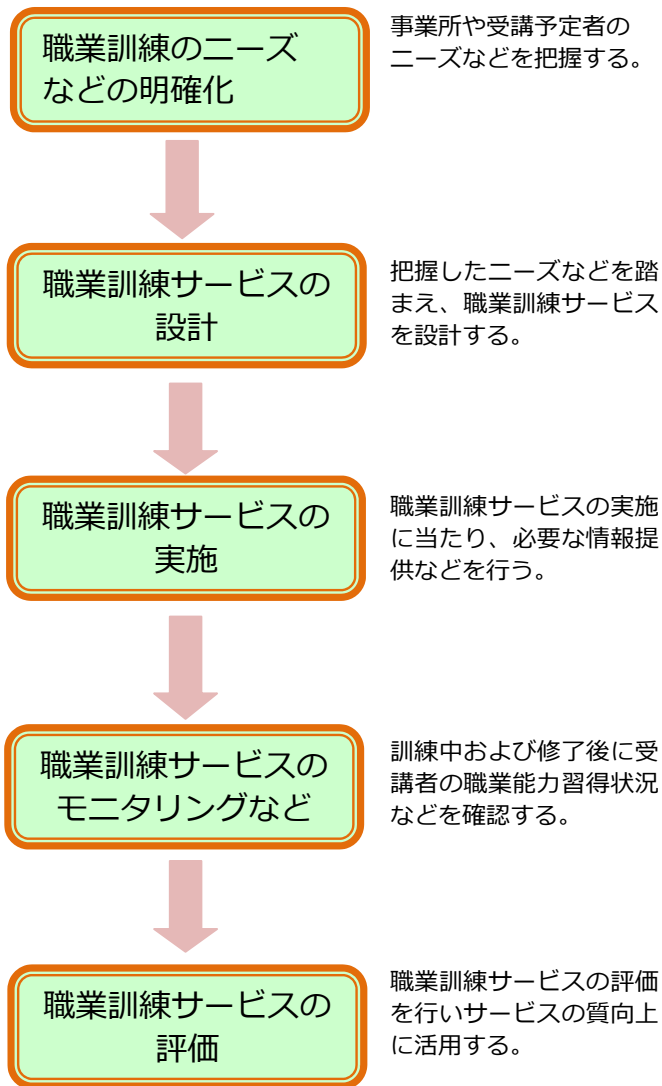 職業訓練のニーズ
などの明確化
事業所や受講予定者の
ニーズなどを把握する。
職業訓練サービスの
設計
把握したニーズなどを踏
まえ、職業訓練サービス
を設計する。
職業訓練サービスの
実施
職業訓練サービスの実施
に当たり、必要な情報提
供などを行う。
職業訓練サービスの
モニタリングなど
訓練中および修了後に受
講者の職業能力習得状況
などを確認する。
職業訓練サービスの
評価
職業訓練サービスの評価
を行いサービスの質向上
に活用する。